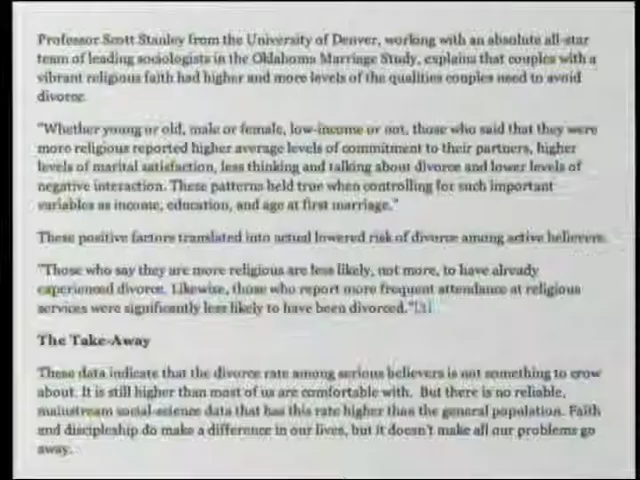 Professor Scott Stanley from the University of Denver, working with an absolute all-star
team of leading sociologists in the Oklahoma Marriage Study, explains that couples with a
vibrant religious faith had higher and more levels of the qualities couples need to avoid
divorce.
"Whether young or old, male or female, low-income or not, those who said that they were
more religious reported higher average levels of commitment to their partners, higher
levels of marital satisfaction, less thinking and talking about divorce and lower levels of
negative interaction. These patterns held true when controlling for such important
variables as income, education, and age at first marriage."
These positive factors translated into actual lowered risk of divorce among active believers.
"Those who say they are more religious are less likely, not more, to have already
experienced divorce. Likewise, those who report more frequent attendance at religious
services were significantly less likely to have been divorced."
The Take-Away
These data indicate that the divorce rate among serious believers is not something to crow
about. It is still higher than most of us are comfortable with. But there is no reliable,
mainstream social-science data that has this rate higher than the general population. Faith
and discipleship do make a difference in our lives, but it doesn't make all our problems go
away.